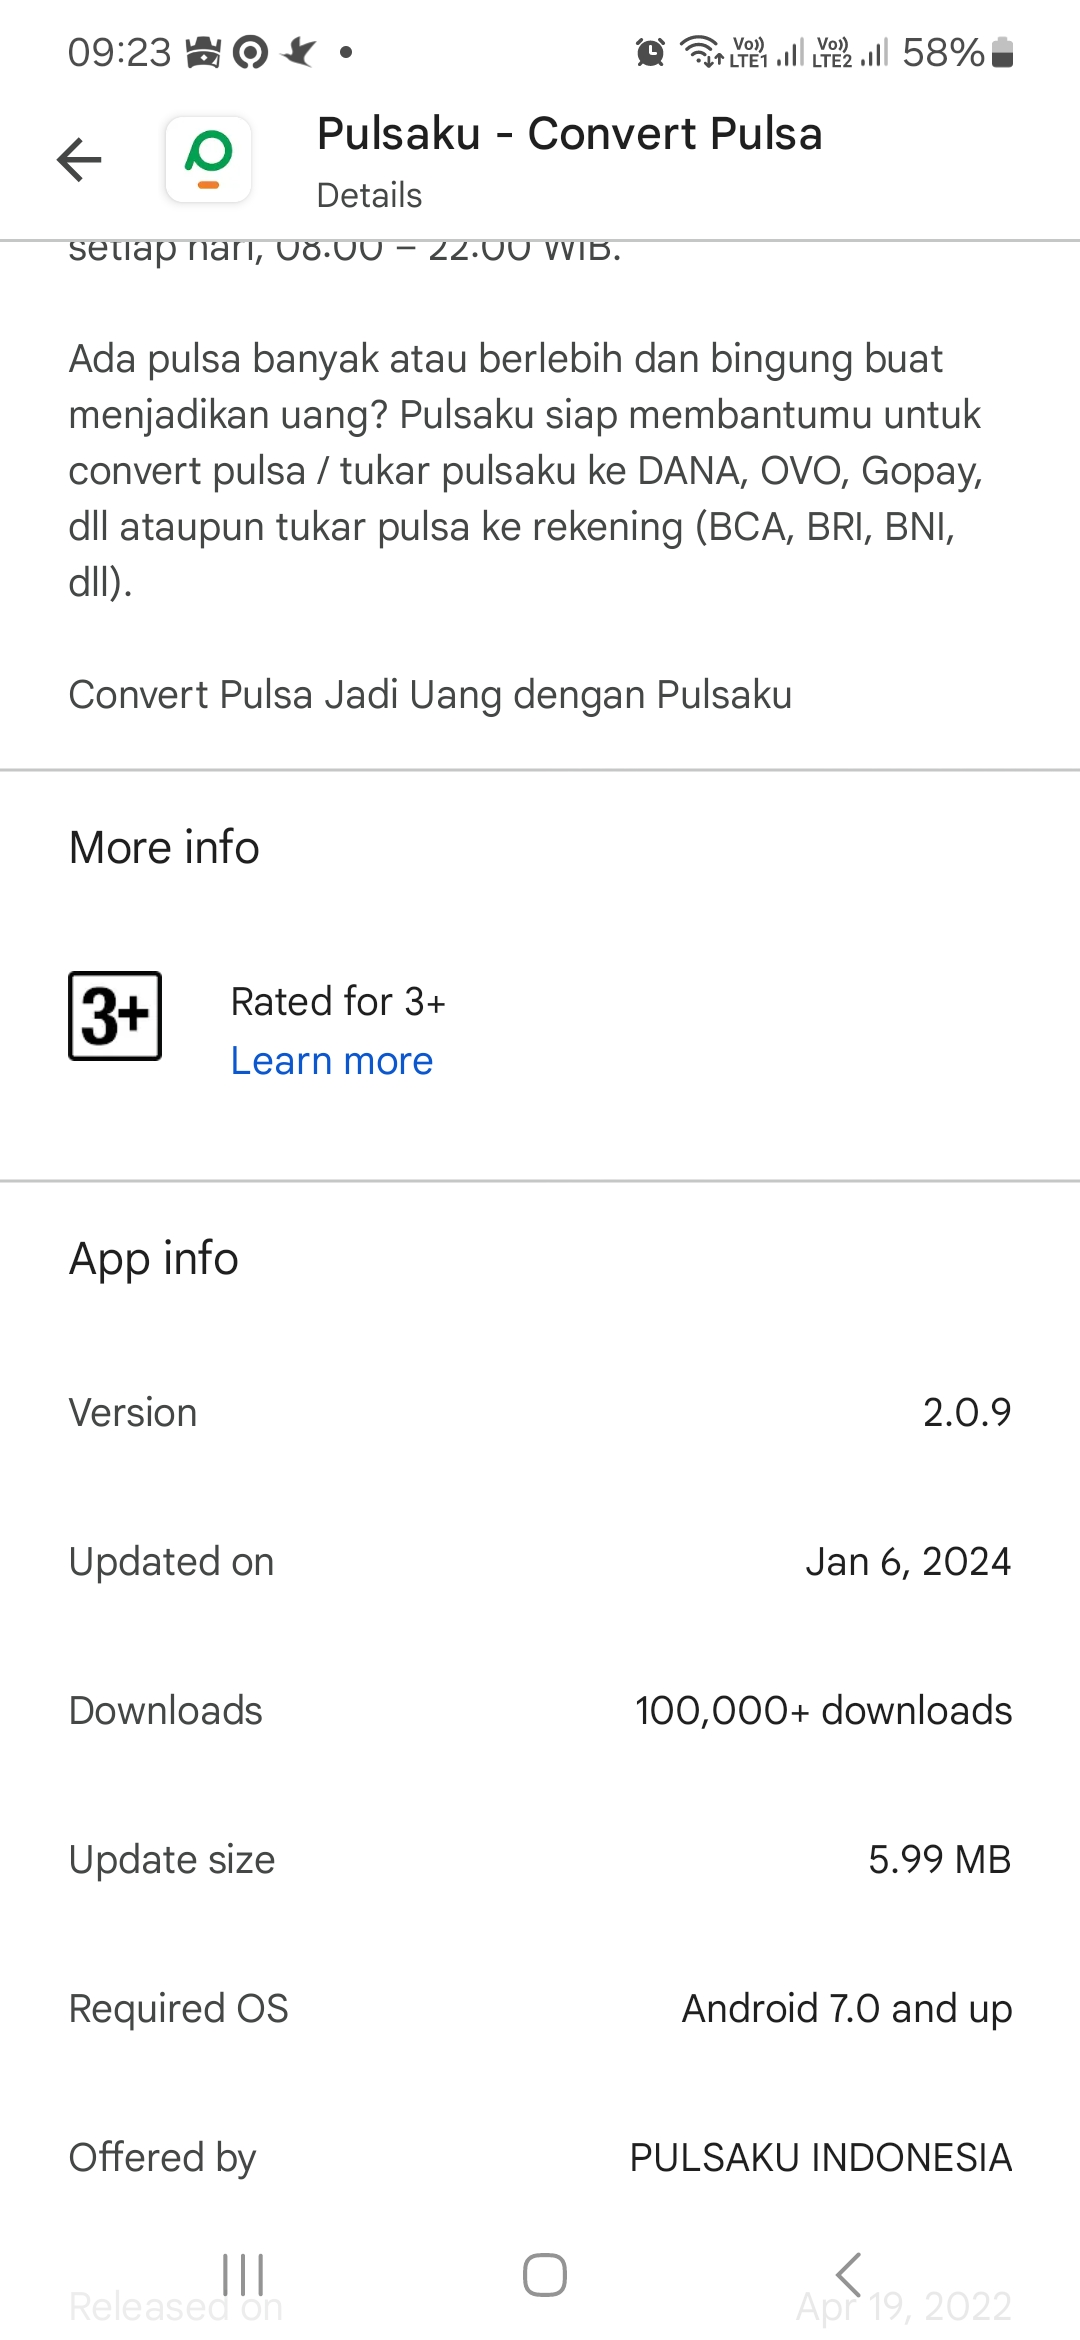 09:23
Vo)) LTE1 Vo)) LTE2 58%
Pulsaku - Convert Pulsa
Details
setiap hari, 08.00 – 22.00 WIB.
Ada pulsa banyak atau berlebih dan bingung buat
menjadikan uang? Pulsaku siap membantumu untuk
convert pulsa / tukar pulsaku ke DANA, OVO, Gopay,
dll ataupun tukar pulsa ke rekening (BCA, BRI, BNI,
dll).
Convert Pulsa Jadi Uang dengan Pulsaku
More info
3+
Rated for 3+
Learn more
App info
Version 2.0.9
Updated on Jan 6, 2024
Downloads 100,000+ downloads
Update size 5.99 MB
Required OS Android 7.0 and up
Offered by PULSAKU INDONESIA
Released on Apr 19, 2022